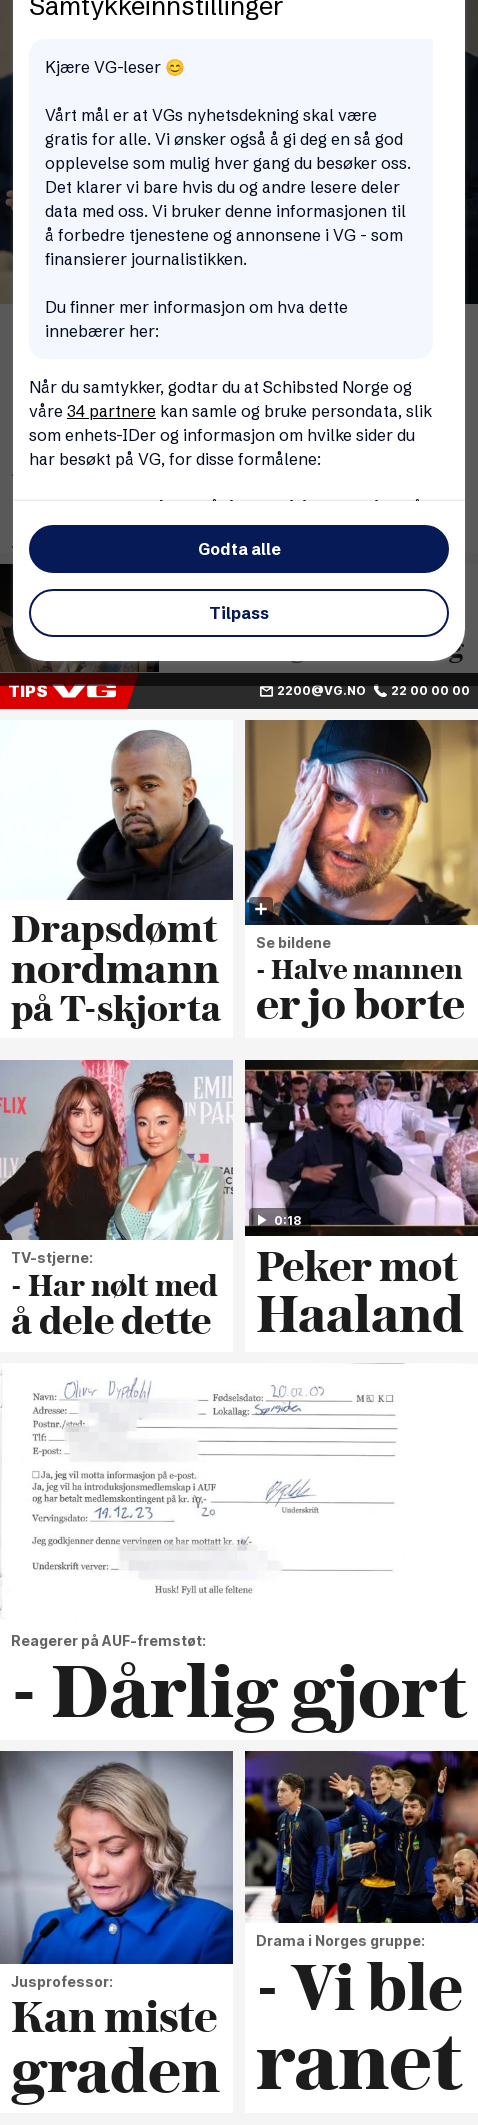 Samtykkeinnstillinger
Kjære VG-leser 😊
Vårt mål er at VGs nyhetsdekning skal være
gratis for alle. Vi ønsker også å gi deg en så god
opplevelse som mulig hver gang du besøker oss.
Det klarer vi bare hvis du og andre lesere deler
data med oss. Vi bruker denne informasjonen til
å forbedre tjenestene og annonsene i VG - som
finansierer journalistikken.
Du finner mer informasjon om hva dette
innebærer her:
Når du samtykker, godtar du at Schibsted Norge og
våre 34 partnere kan samle og bruke persondata, slik
som enhets-IDer og informasjon om hvilke sider du
har besøkt på VG, for disse formålene:
Godta alle
Tilpass
TIPS VG 2200@VG.NO 22 00 00 00
Drapsdømt
nordmann
på T-skjorta
Se bildene
- Halve mannen
er jo borte
EMIL
IN PAR
TV-stjerne:
- Har nølt med
å dele dette
0:18
Peker mot
Haaland
Navn: Oliver Dypdahl Fødselsdato: 20.02.09 M K
Adresse: Lokallag:
Postnr./sted:
Tlf:
E-post:
Ja, jeg vil motta informasjon på e-post.
Ja, jeg vil ha introduksjonsmedlemskap i AUF
og har betalt medlemskontingent på kr. 10,- 20
Underskrift
Vervingsdato: 14.12.23
Jeg godkjenner denne vervingen og har mottatt kr.
Underskrift verver:
Husk! Fyll ut alle feltene
Reagerer på AUF-fremstøt:
- Dårlig gjort
Jusprofessor:
Kan miste
graden
Drama i Norges gruppe:
- Vi ble
ranet